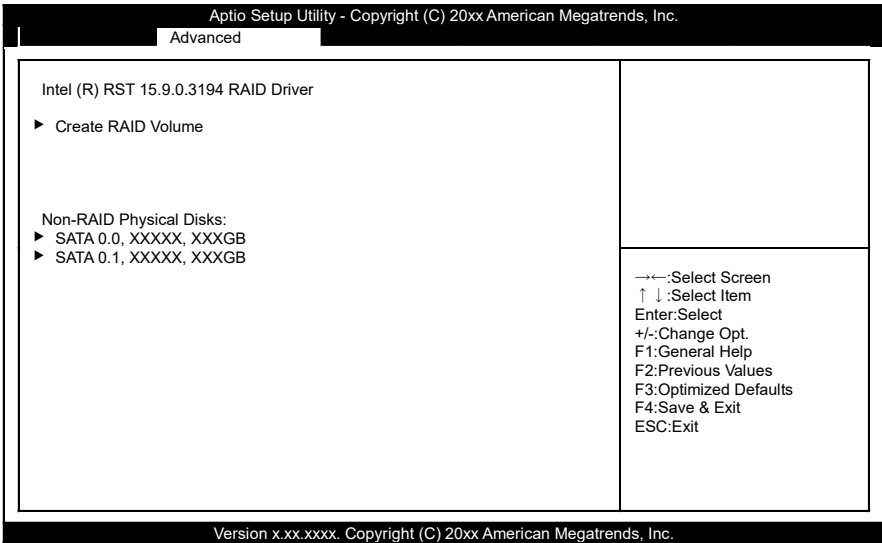 Aptio Setup Utility - Copyright (C) 20xx American Megatrends, Inc.
Advanced
Intel (R) RST 15.9.0.3194 RAID Driver
► Create RAID Volume
Non-RAID Physical Disks:
► SATA 0.0, XXXXX, XXXGB
► SATA 0.1, XXXXX, XXXGB
→←:Select Screen
↑↓:Select Item
Enter:Select
+/-:Change Opt.
F1:General Help
F2:Previous Values
F3:Optimized Defaults
F4:Save & Exit
ESC:Exit
Version x.xx.xxxx. Copyright (C) 20xx American Megatrends, Inc.